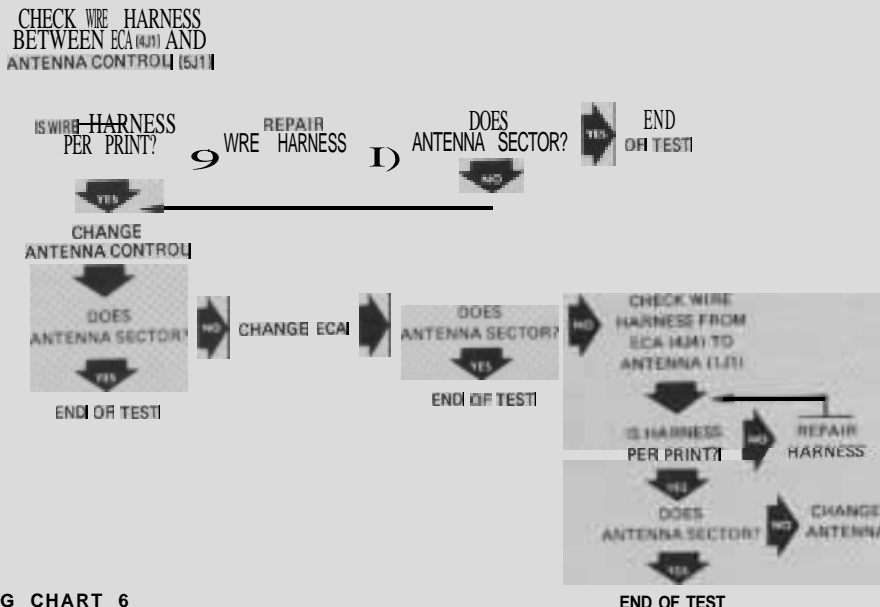 CHECK WIRE HARNESS
BETWEEN ECA (4J1) AND
ANTENNA CONTROL (5J1)
IS WIRE HARNESS
PER PRINT?
REPAIR
WRE HARNESS
DOES
ANTENNA SECTOR?
YES
END
OF TEST
NO
YES
CHANGE
ANTENNA CONTROL
DOES
ANTENNA SECTOR?
NO
CHANGE ECA
DOES
ANTENNA SECTOR?
NO
CHECK WIRE
HARNESS FROM
ECA (4J4) TO
ANTENNA (1J1)
YES
END OF TEST
YES
END OF TEST
IS HARNESS
PER PRINT?
NO
REPAIR
HARNESS
YES
DOES
ANTENNA SECTOR?
NO
CHANGE
ANTENNA
YES
END OF TEST
G CHART 6